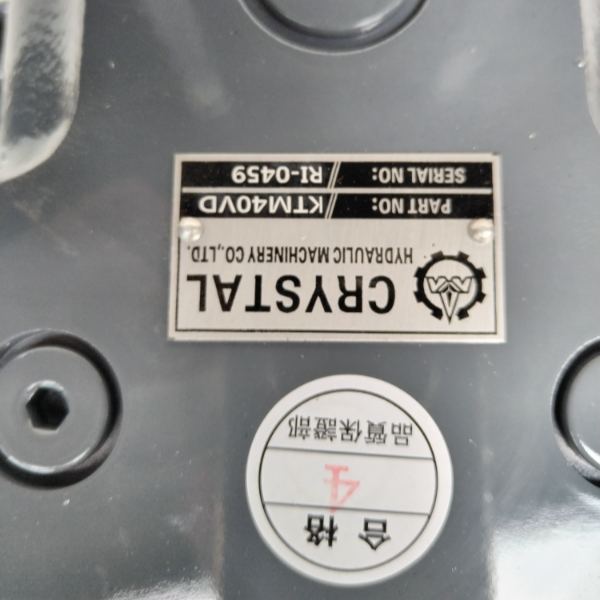 合格
4
品質保證部
CRYSTAL
HYDRAULIC MACHINERY CO.,LTD.
PART NO: KTM40VD
SERIAL NO: RI-0459